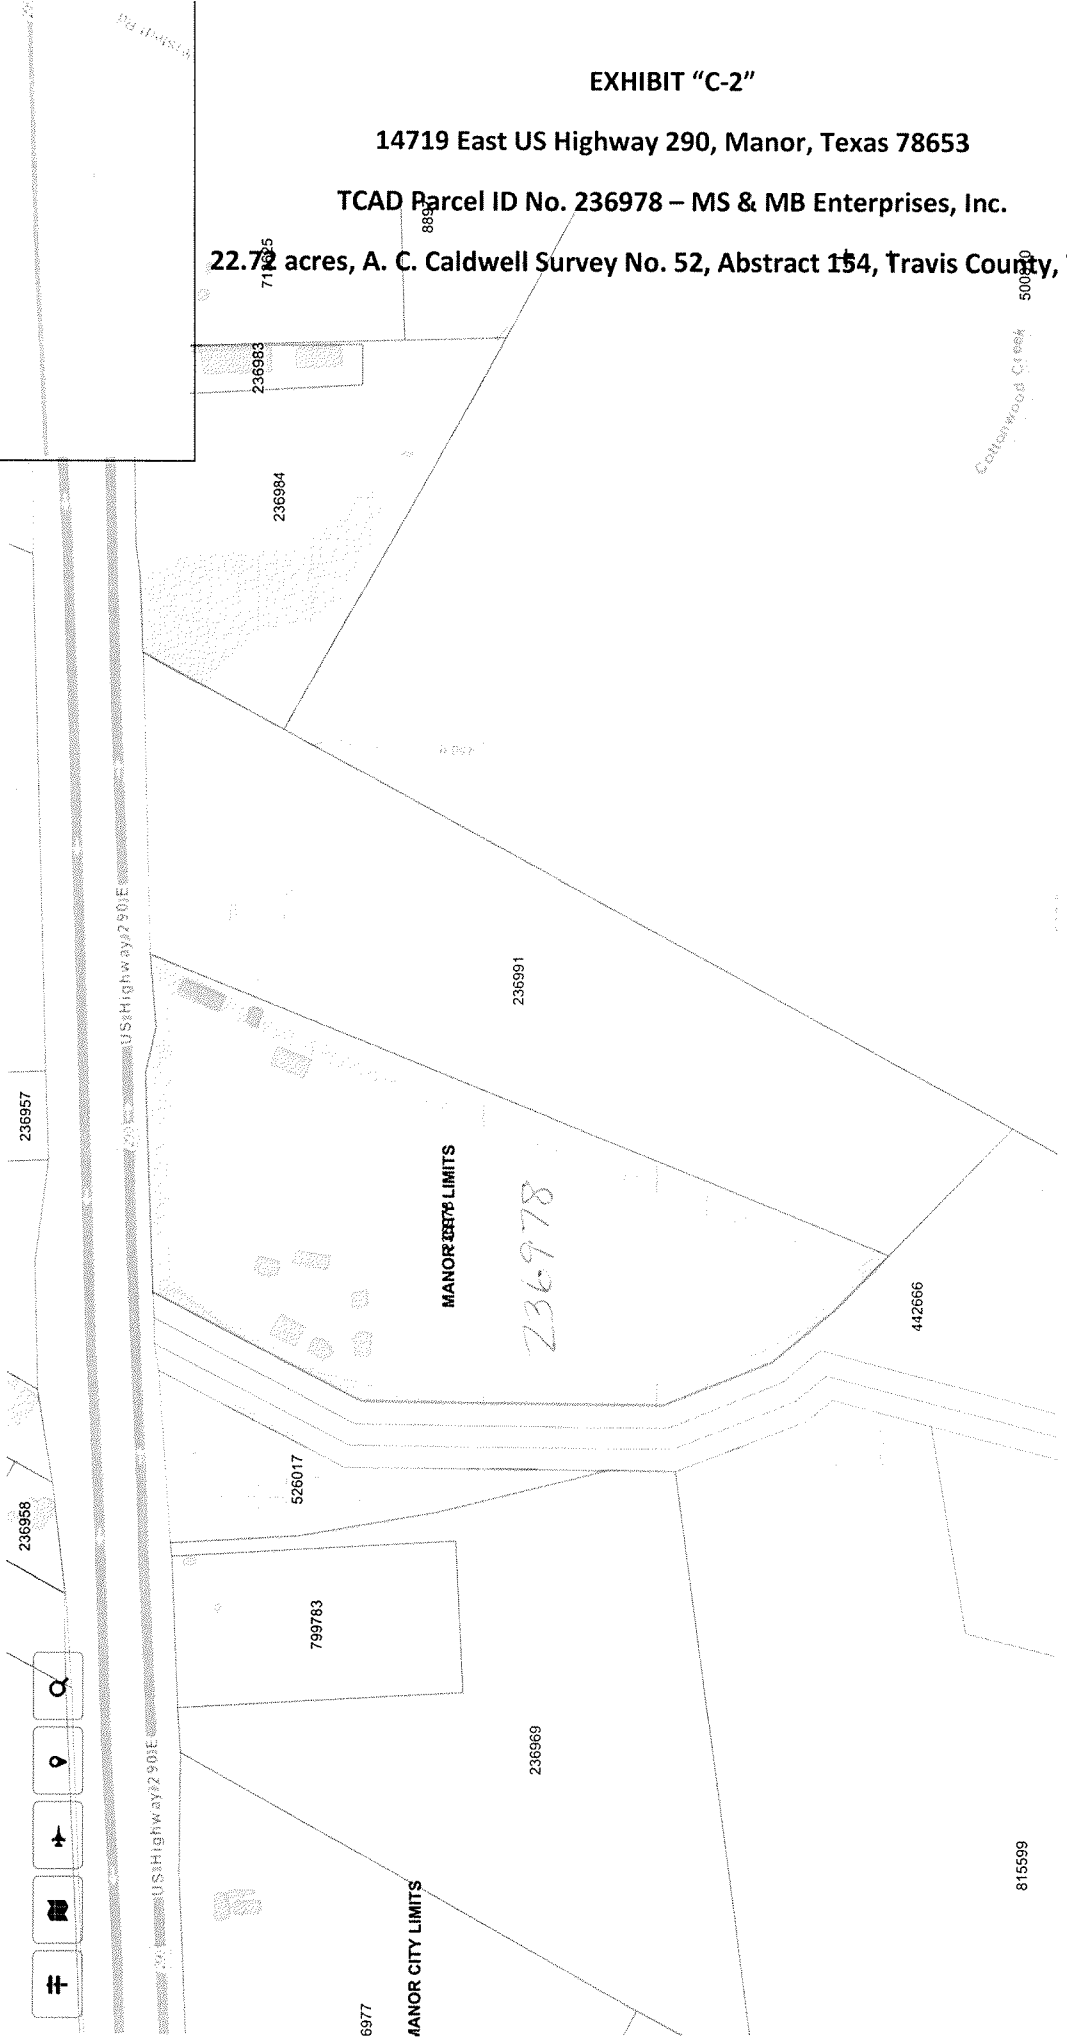 EXHIBIT “C-2”
14719 East US Highway 290, Manor, Texas 78653
TCAD Parcel ID No. 236978 – MS & MB Enterprises, Inc.
22.72 acres, A. C. Caldwell Survey No. 52, Abstract 154, Travis County,
236983
236984
Cottonwood Creek
US Highway 290 E
236957
236991
MANOR CITY LIMITS
236978
442666
236958
526017
799783
236969
US Highway 290 E
815599
6977
MANOR CITY LIMITS